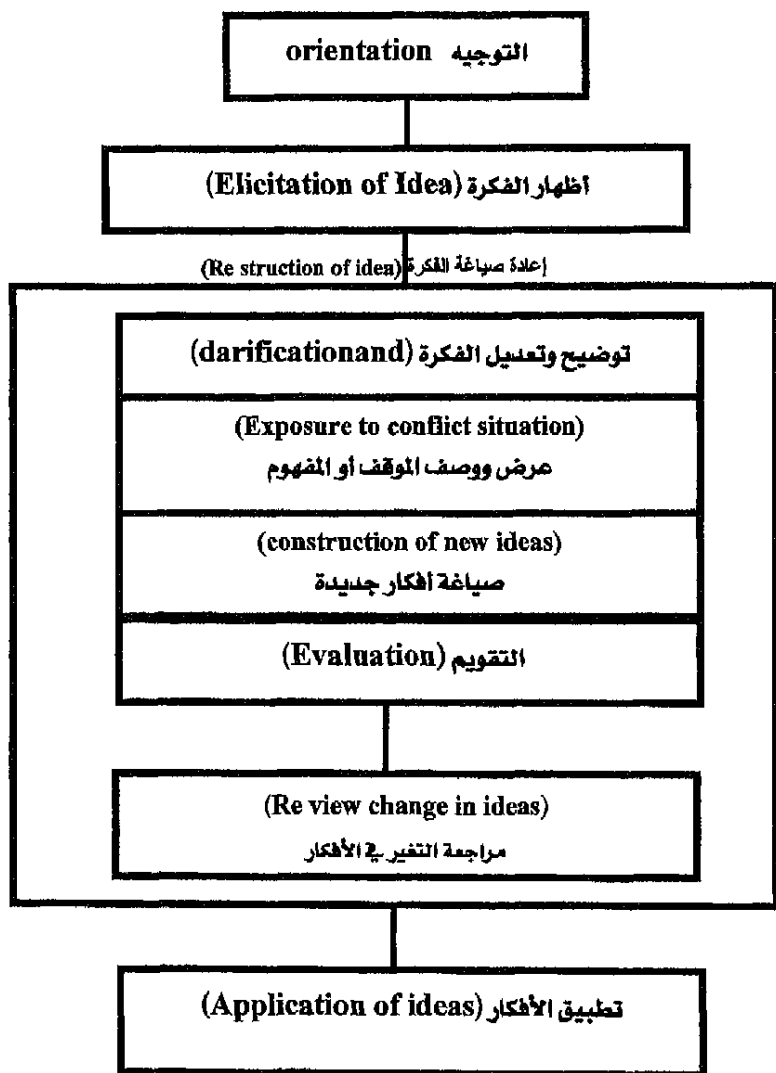 التوجيه orientation
أظهار الفكرة (Elicitation of Idea)
إعادة صياغة الفكرة (Re struction of idea)
توضيح وتعديل الفكرة (darificationand)
(Exposure to conflict situation)
عرض ووصف الموقف أو المفهوم
(construction of new ideas)
صياغة أفكار جديدة
التقويم (Evaluation)
(Re view change in ideas)
مراجعة التغير في الأفكار
تطبيق الأفكار (Application of ideas)